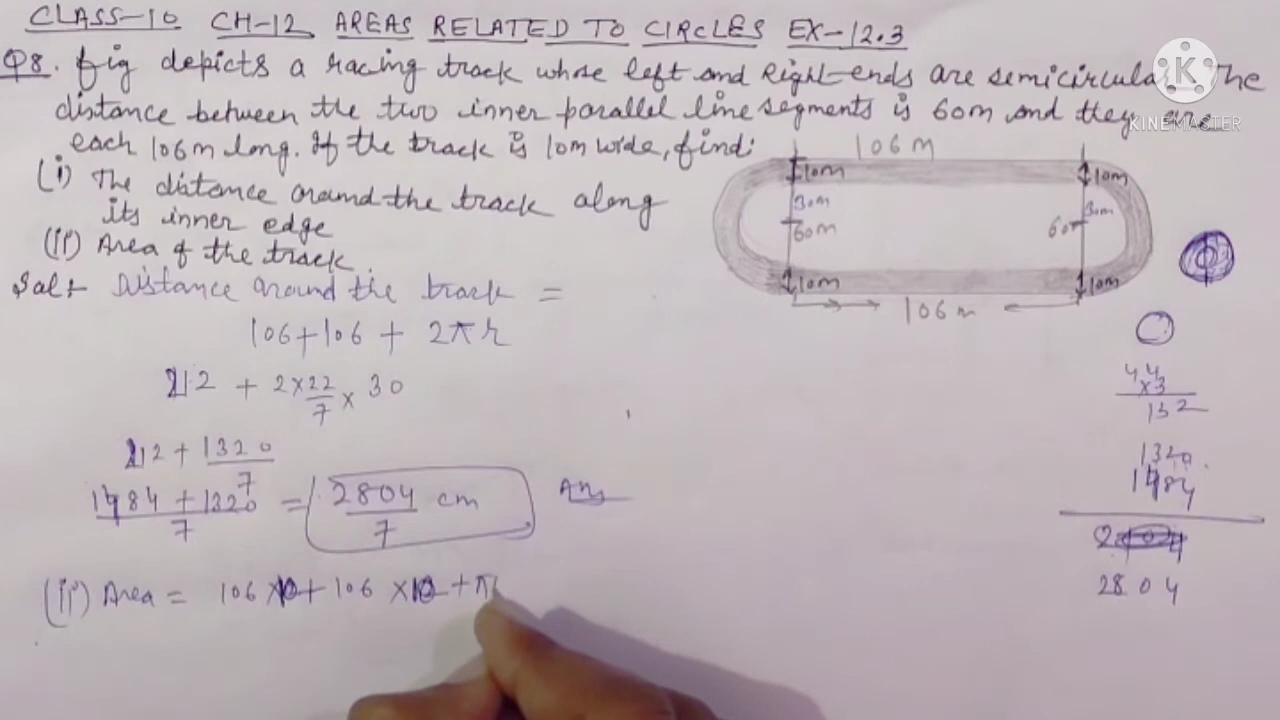 CLASS-10 CH-12 AREAS RELATED TO CIRCLES EX-12.3
Q8. fig depicts a racing track whose left and Right ends are semicircular. The
distance between the two inner parallel line segments is 60m and they are
each 106m long. If the track is 10m wide, find:
(i) The distance around the track along
its inner edge
(ii) Area of the track.
K
KINEMASTER
106 m
10m
10m
30m
30m
60m
60
10m
10m
106 m
Sol:- Distance around the track =
106+106 + 2πr
212 + 2×22/7 × 30
212 + 1320/7
1484 + 1320/7 = 2804/7 cm Ans
44
×3
132
1320
1484
2804
(ii) Area = 106 ×10 + 106 ×10 + π